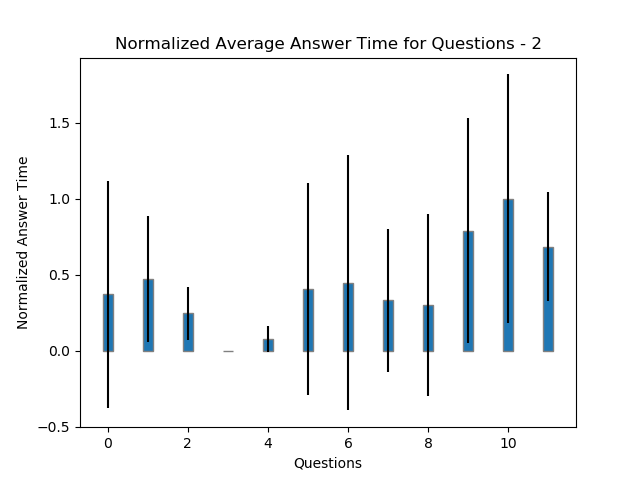 Normalized Average Answer Time for Questions - 2
Normalized Answer Time
1.5
1.0
0.5
0.0
−0.5
0 2 4 6 8 10
Questions